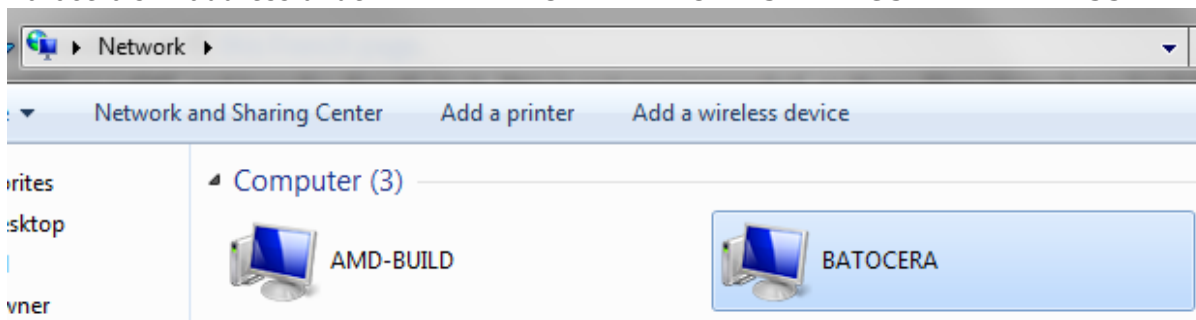 Network
Network and Sharing Center Add a printer Add a wireless device
Computer (3)
AMD-BUILD BATOCERA